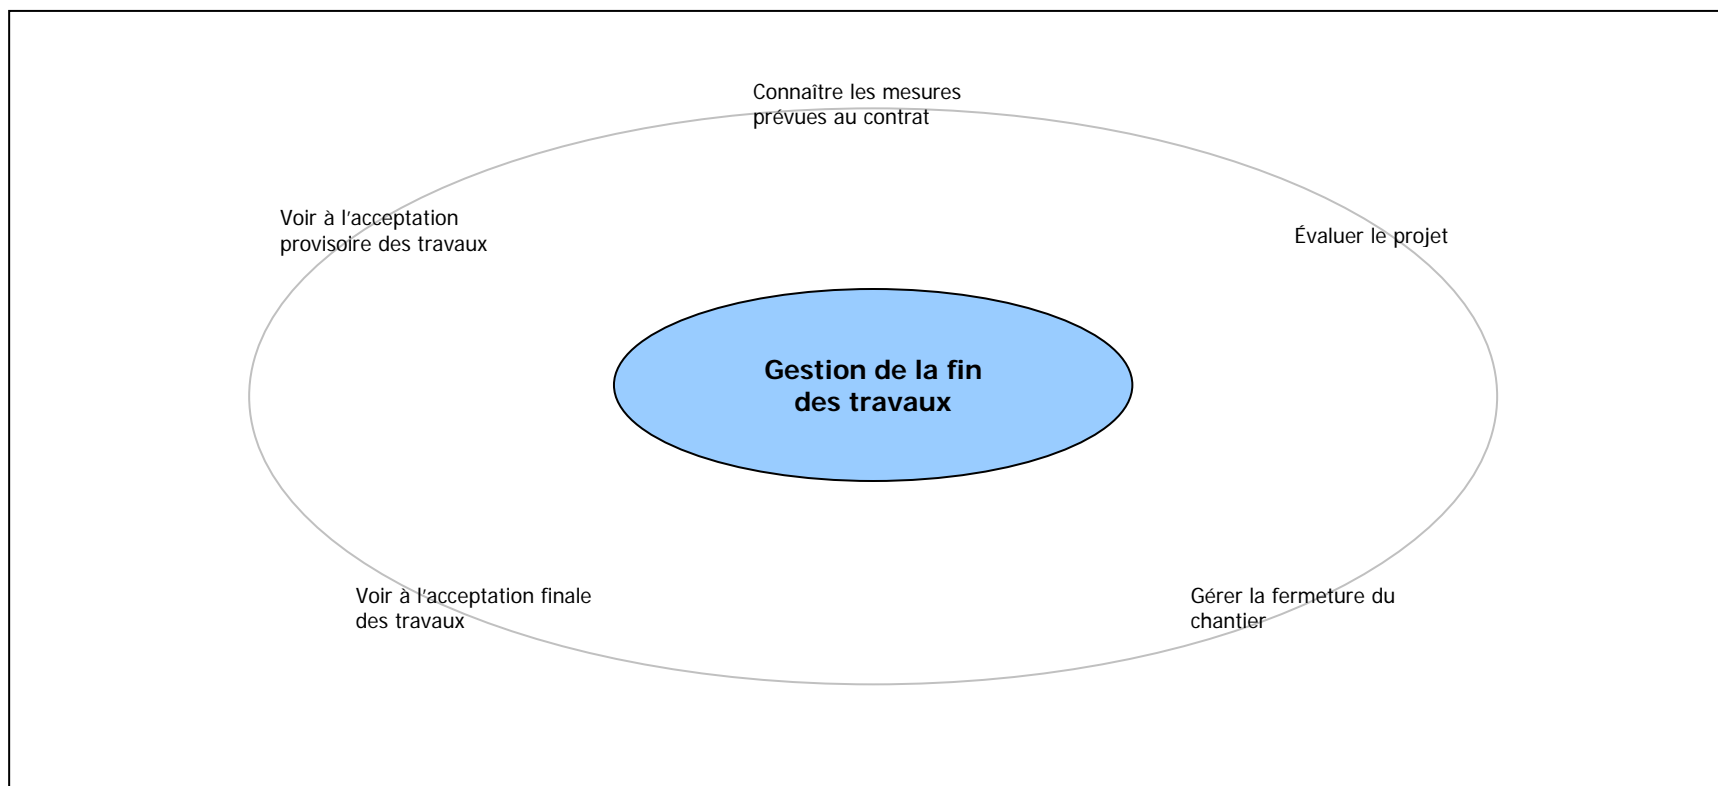 Connaître les mesures
prévues au contrat
Voir à l'acceptation
provisoire des travaux
Évaluer le projet
Gestion de la fin
des travaux
Voir à l'acceptation finale
des travaux
Gérer la fermeture du
chantier